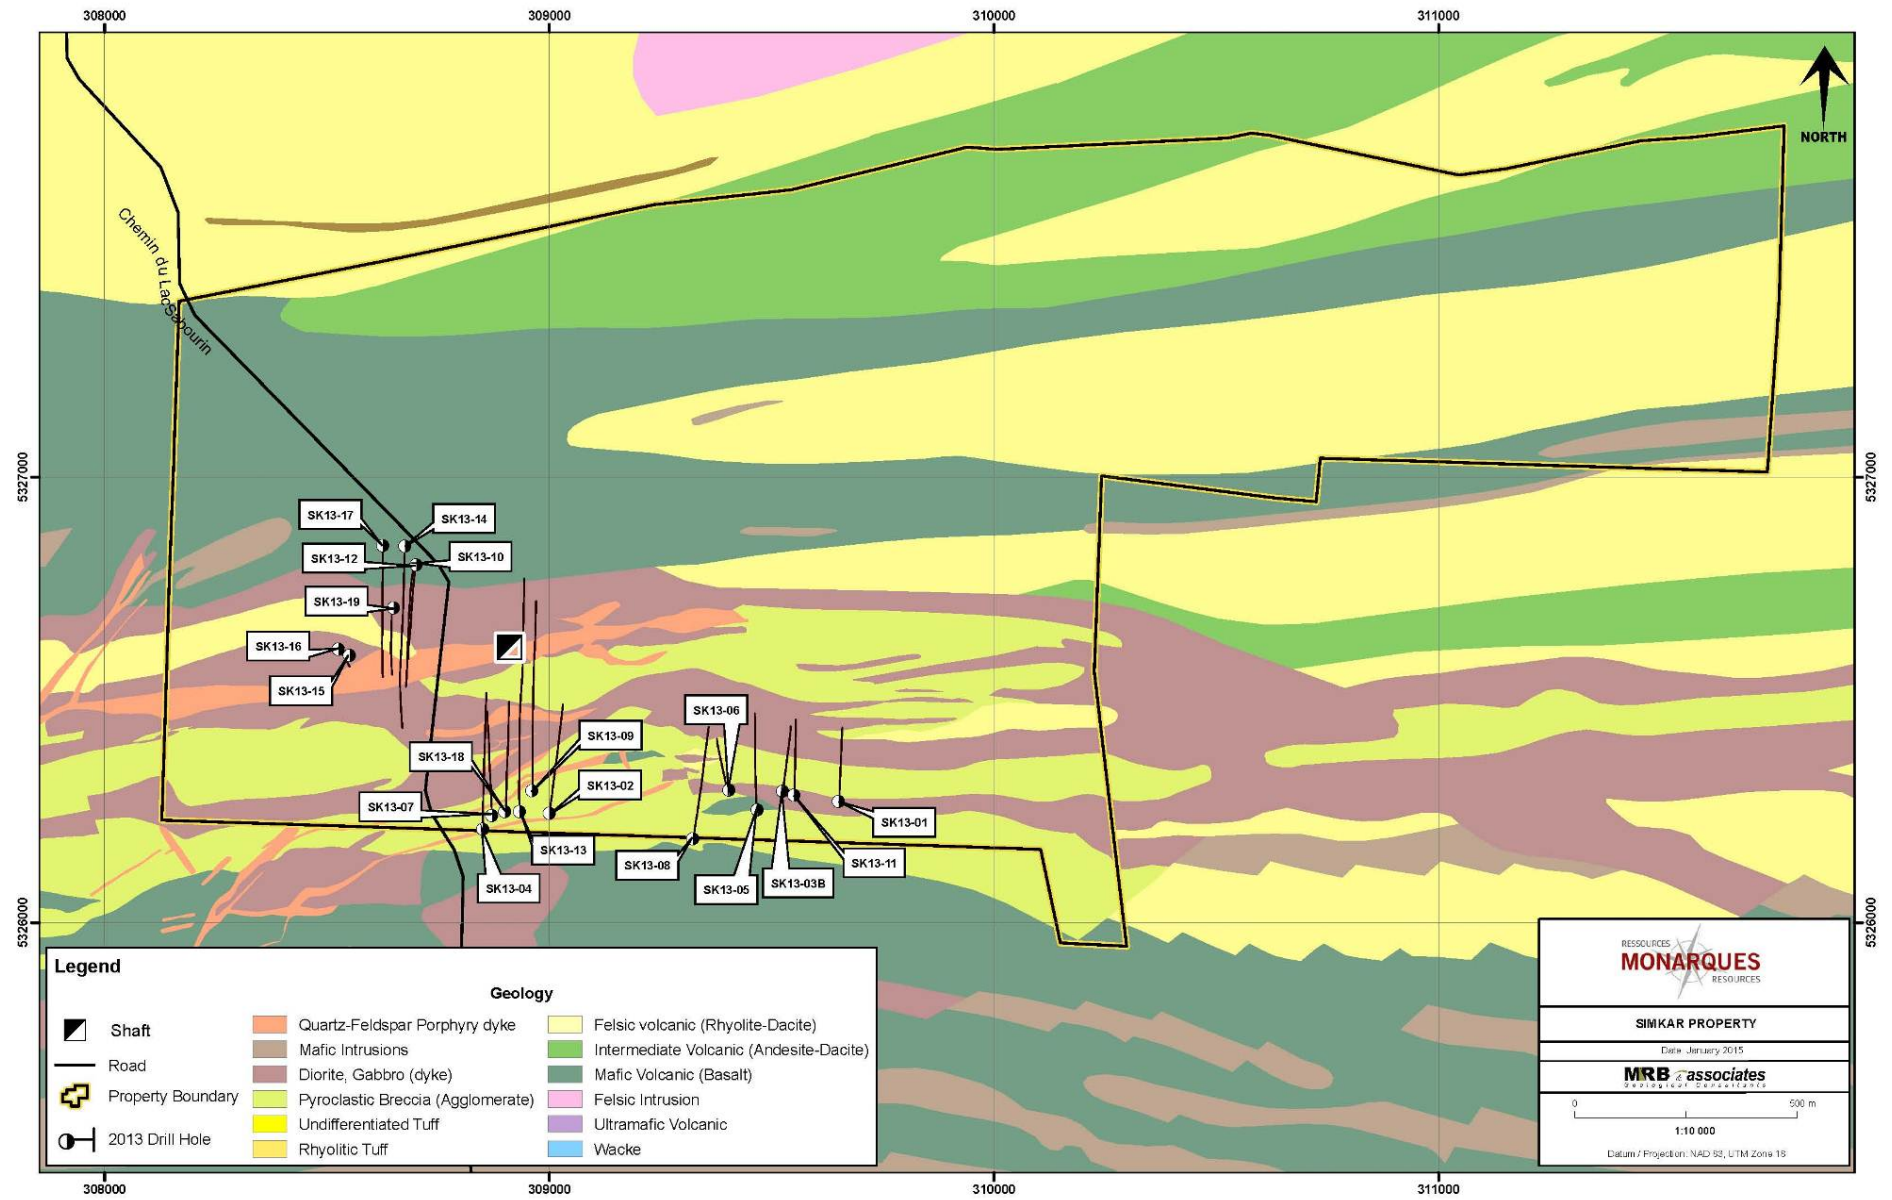 308000
309000
310000
311000
NORTH
Chemin du Lac Sabourin
5327000
5327000
SK13-17
SK13-14
SK13-12
SK13-10
SK13-19
SK13-16
SK13-15
SK13-06
SK13-09
SK13-18
SK13-02
SK13-07
SK13-01
SK13-13
SK13-08
SK13-11
SK13-04
SK13-05
SK13-03B
5326000
5326000
Legend
Geology
Shaft
Road
Property Boundary
2013 Drill Hole
Quartz-Feldspar Porphyry dyke
Mafic Intrusions
Diorite, Gabbro (dyke)
Pyroclastic Breccia (Agglomerate)
Undifferentiated Tuff
Rhyolitic Tuff
Felsic volcanic (Rhyolite-Dacite)
Intermediate Volcanic (Andesite-Dacite)
Mafic Volcanic (Basalt)
Felsic Intrusion
Ultramafic Volcanic
Wacke
RESSOURCES
MONARQUES
RESOURCES
SIMKAR PROPERTY
Date: January 2015
MRB & associates
Geological Consultants
0 500 m
1:10 000
Datum / Projection: NAD 83, UTM Zone 18
308000
309000
310000
311000